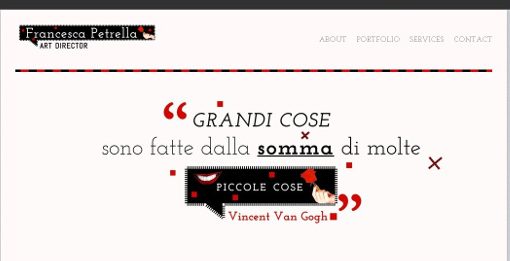 Francesca Petrella
ART DIRECTOR
ABOUT PORTFOLIO SERVICES CONTACT
“GRANDI COSE
sono fatte dalla somma di molte
PICCOLE COSE”
Vincent Van Gogh